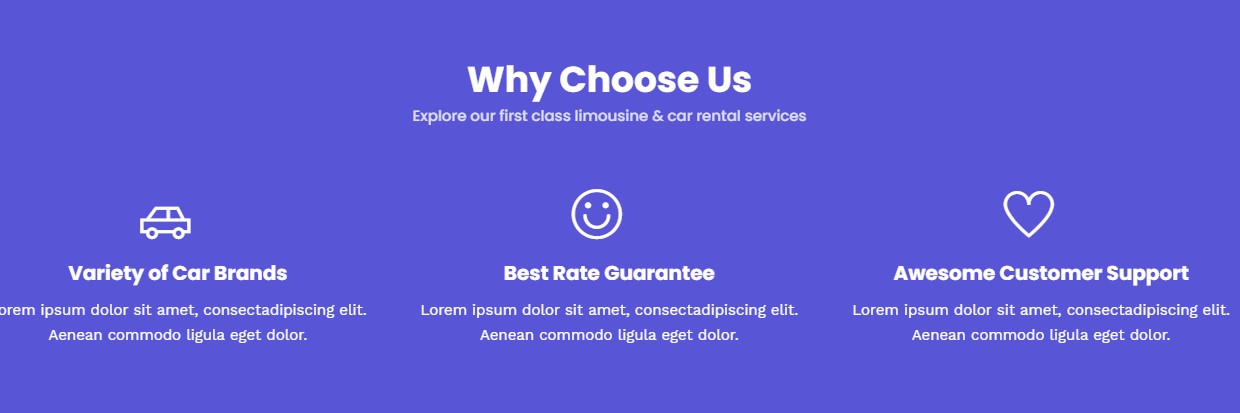 Why Choose Us
Explore our first class limousine & car rental services
Variety of Car Brands
Best Rate Guarantee
Awesome Customer Support
orem ipsum dolor sit amet, consectadipiscing elit.
Aenean commodo ligula eget dolor.
Lorem ipsum dolor sit amet, consectadipiscing elit.
Aenean commodo ligula eget dolor.
Lorem ipsum dolor sit amet, consectadipiscing elit.
Aenean commodo ligula eget dolor.